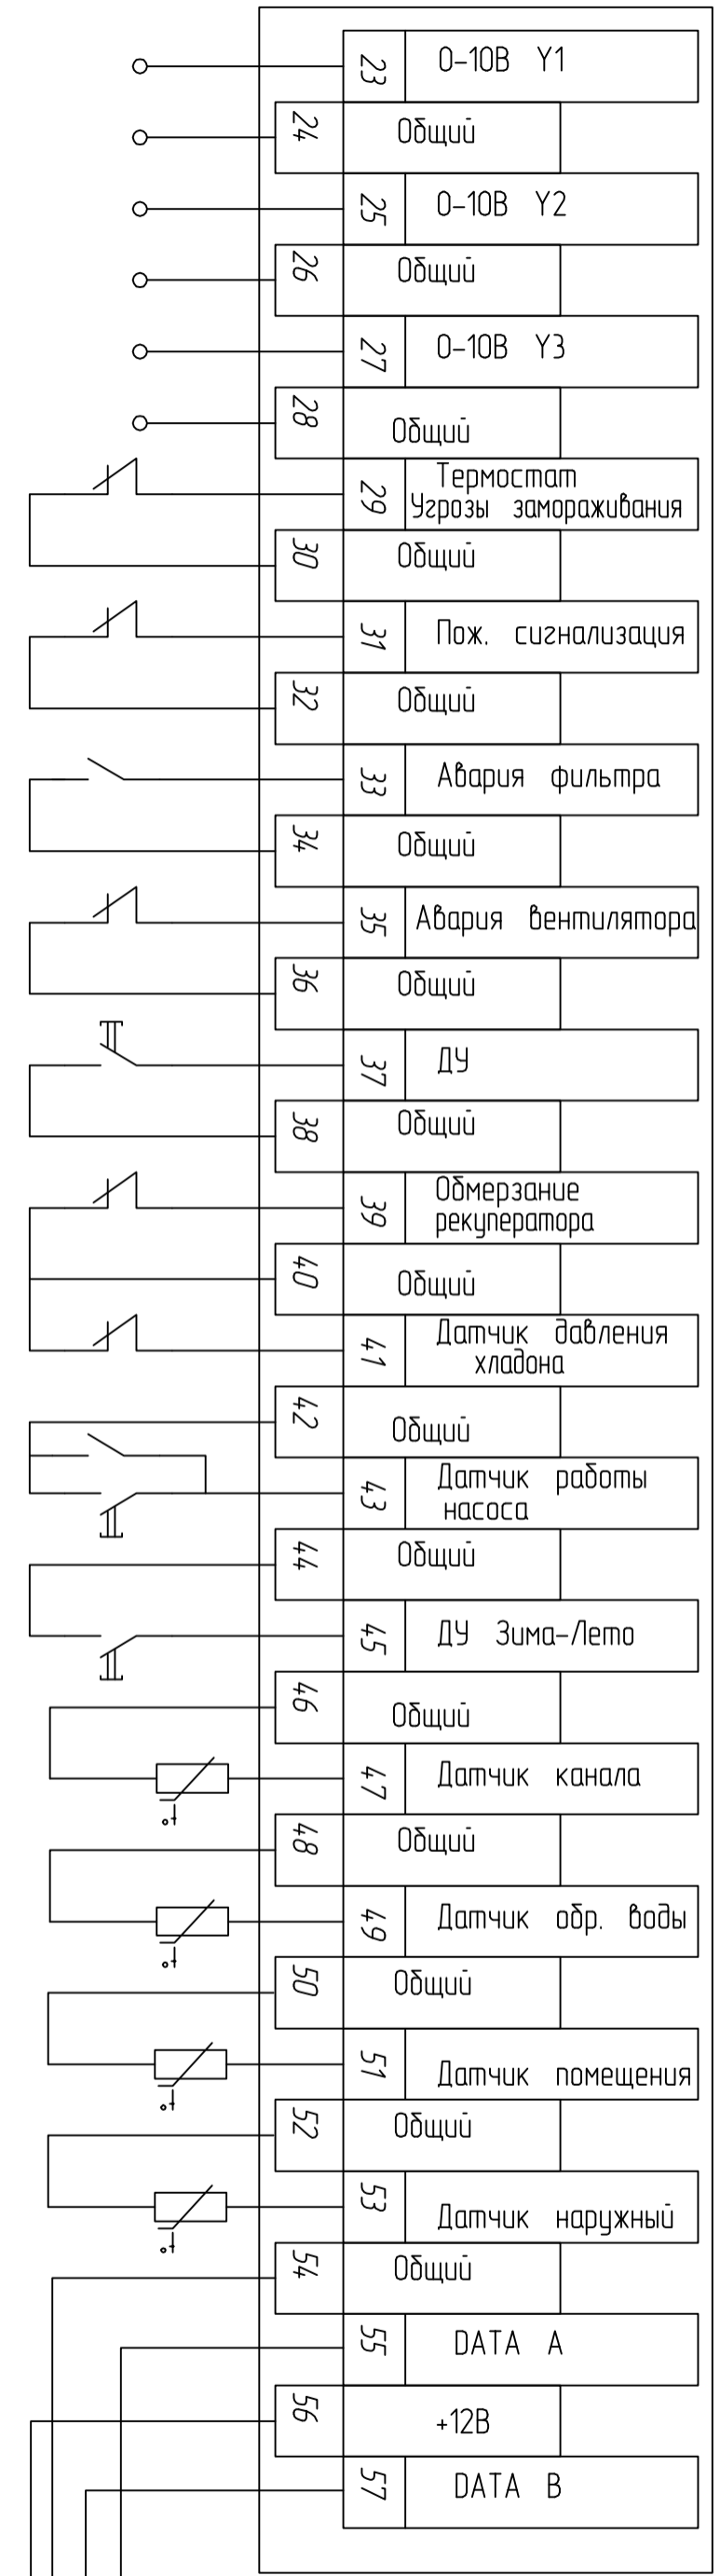 23 0-10В Y1
24 Общий
25 0-10В Y2
26 Общий
27 0-10В Y3
28 Общий
29 Термостат
Угрозы замораживания
30 Общий
31 Пож. сигнализация
32 Общий
33 Авария фильтра
34 Общий
35 Авария вентилятора
36 Общий
37 ДУ
38 Общий
39 Обмерзание
рекуператора
40 Общий
41 Датчик давления
хладона
42 Общий
43 Датчик работы
насоса
44 Общий
45 ДУ Зима-Лето
46 Общий
47 Датчик канала
t°
48 Общий
49 Датчик обр. воды
t°
50 Общий
51 Датчик помещения
t°
52 Общий
53 Датчик наружный
t°
54 Общий
55 DATA A
56 +12В
57 DATA B